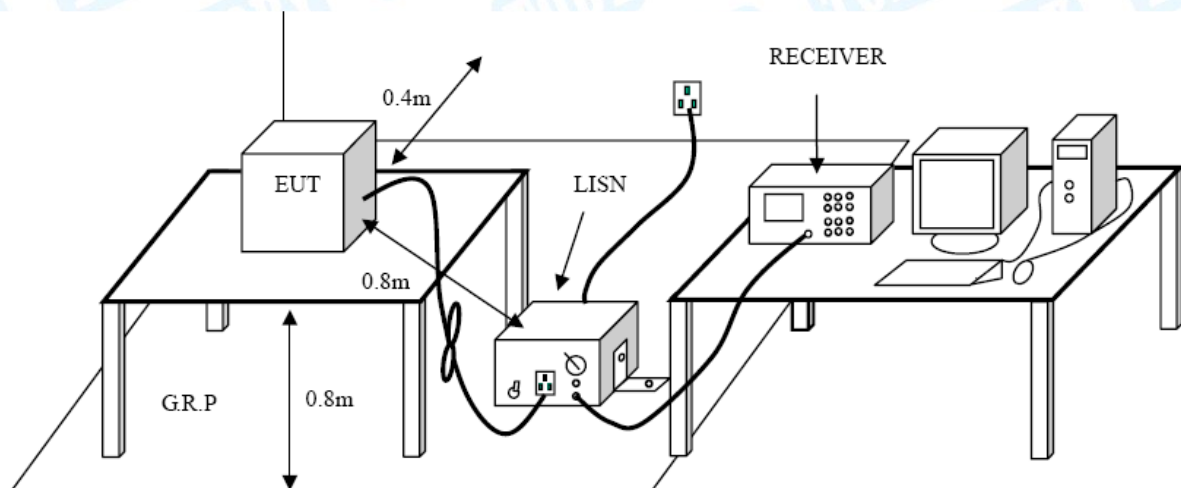 RECEIVER
0.4m
EUT
LISN
0.8m
G.R.P
0.8m